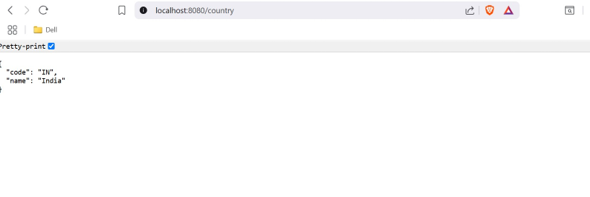 localhost:8080/country
Dell
Pretty-print
{
"code": "IN",
"name": "India"
}